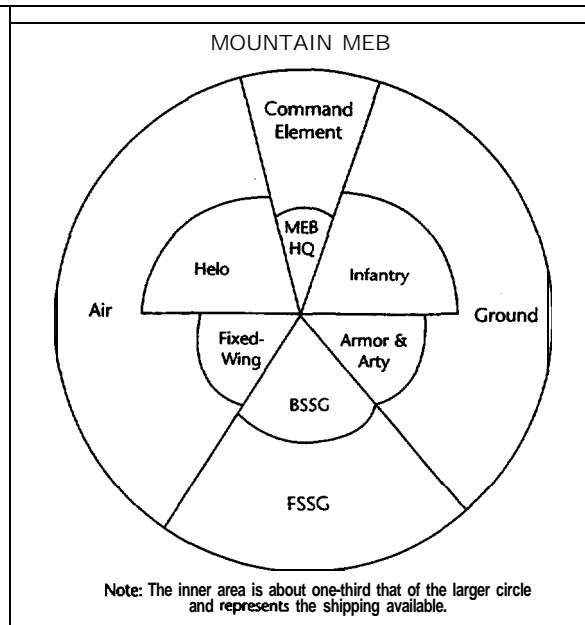 MOUNTAIN MEB
Command
Element
MEB
HQ
Helo
Infantry
Air
Ground
Fixed-
Wing
Armor &
Arty
BSSG
FSSG
Note: The inner area is about one-third that of the larger circle
and represents the shipping available.